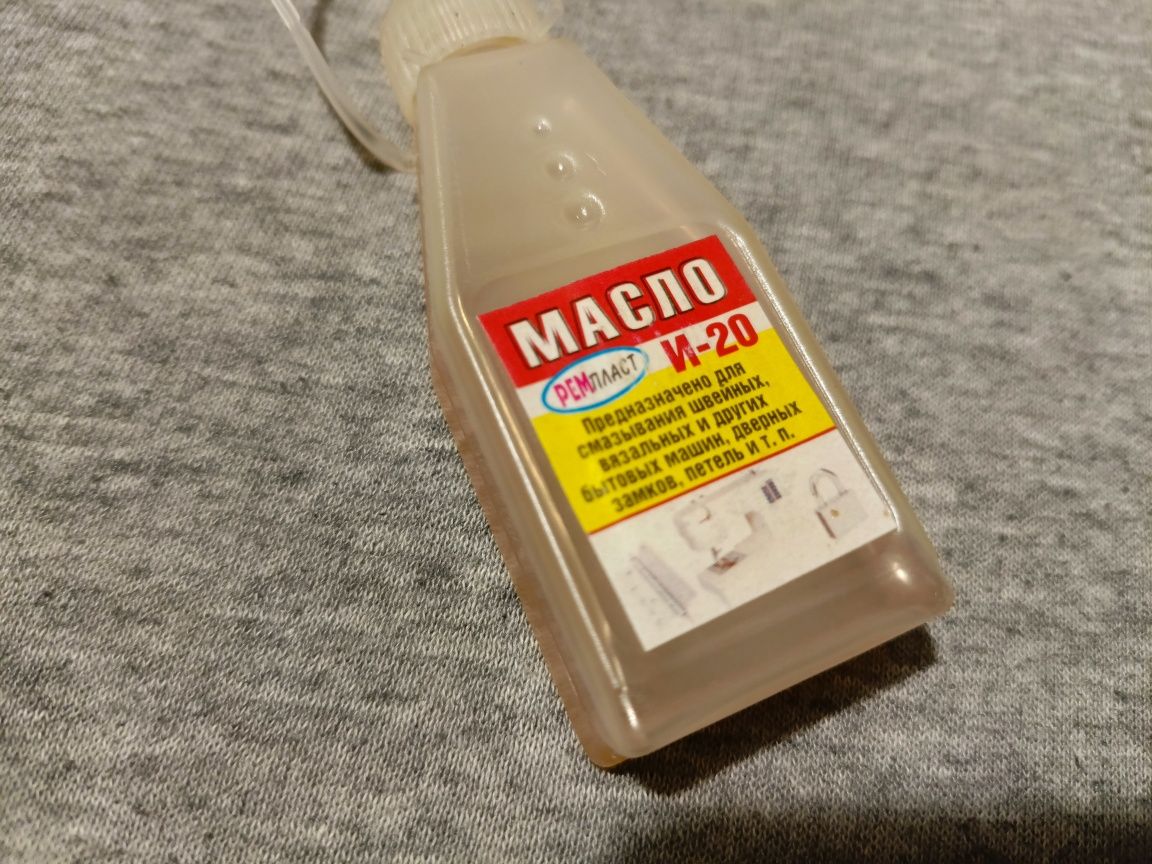 МАСЛО
РЕМПЛАСТ И-20
Предназначено для
смазывания швейных,
вязальных и других
бытовых машин, дверных
замков, петель и т. п.